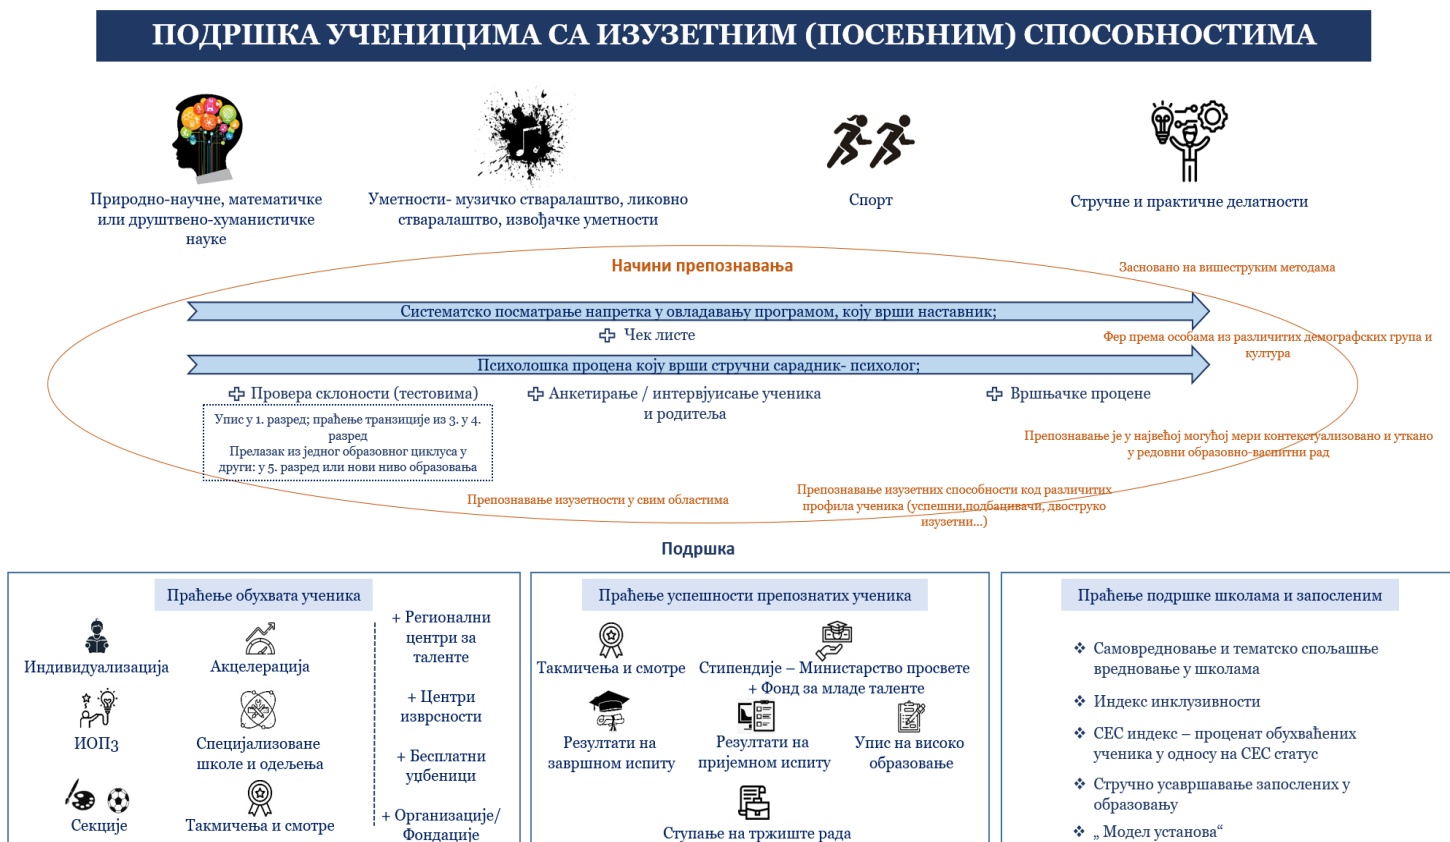 ПОДРШКА УЧЕНИЦИМА СА ИЗУЗЕТНИМ (ПОСЕБНИМ) СПОСОБНОСТИМА
Природно-научне, математичке
или друштвено-хуманистичке
науке
Уметности- музичко стваралаштво, ликовно
стваралаштво, извођачке уметности
Спорт
Стручне и практичне делатности
Начини препознавања
Засновано на вишеструким методама
Систематско посматрање напретка у овладавању програмом, коју врши наставник;
Чек листе
Фер према особама из различитих демографских група и
култура
Психолошка процена коју врши стручни сарадник- психолог;
Провера склоности (тестовима)
Анкетирање / интервјуисање ученика
и родитеља
Вршњачке процене
Упис у 1. разред; праћење транзиције из 3. у 4.
разред
Прелазак из једног образовног циклуса у
други: у 5. разред или нови ниво образовања
Препознавање је у највећој могућој мери контекстуализовано и уткано
у редовни образовно-васпитни рад
Препознавање изузетности у свим областима
Препознавање изузетних способности код различитих
профила ученика (успешни,подбацивачи, двоструко
изузетни...)
Подршка
Праћење обухвата ученика
Индивидуализација
Акцелерација
ИОП3
Специјализоване
школе и одељења
Секције
Такмичења и смотре
+ Регионални
центри за
таленте
+ Центри
изврсности
+ Бесплатни
уџбеници
+ Организације/
Фондације
Праћење успешности препознатих ученика
Такмичења и смотре
Стипендије – Министарство просвете
+ Фонд за младе таленте
Резултати на
завршном испиту
Резултати на
пријемном испиту
Упис на високо
образовање
Ступање на тржиште рада
Праћење подршке школама и запосленим
❖ Самовредновање и тематско спољашње
вредновање у школама
❖ Индекс инклузивности
❖ СЕС индекс – проценат обухваћених
ученика у односу на СЕС статус
❖ Стручно усавршавање запослених у
образовању
❖ „ Модел установа“